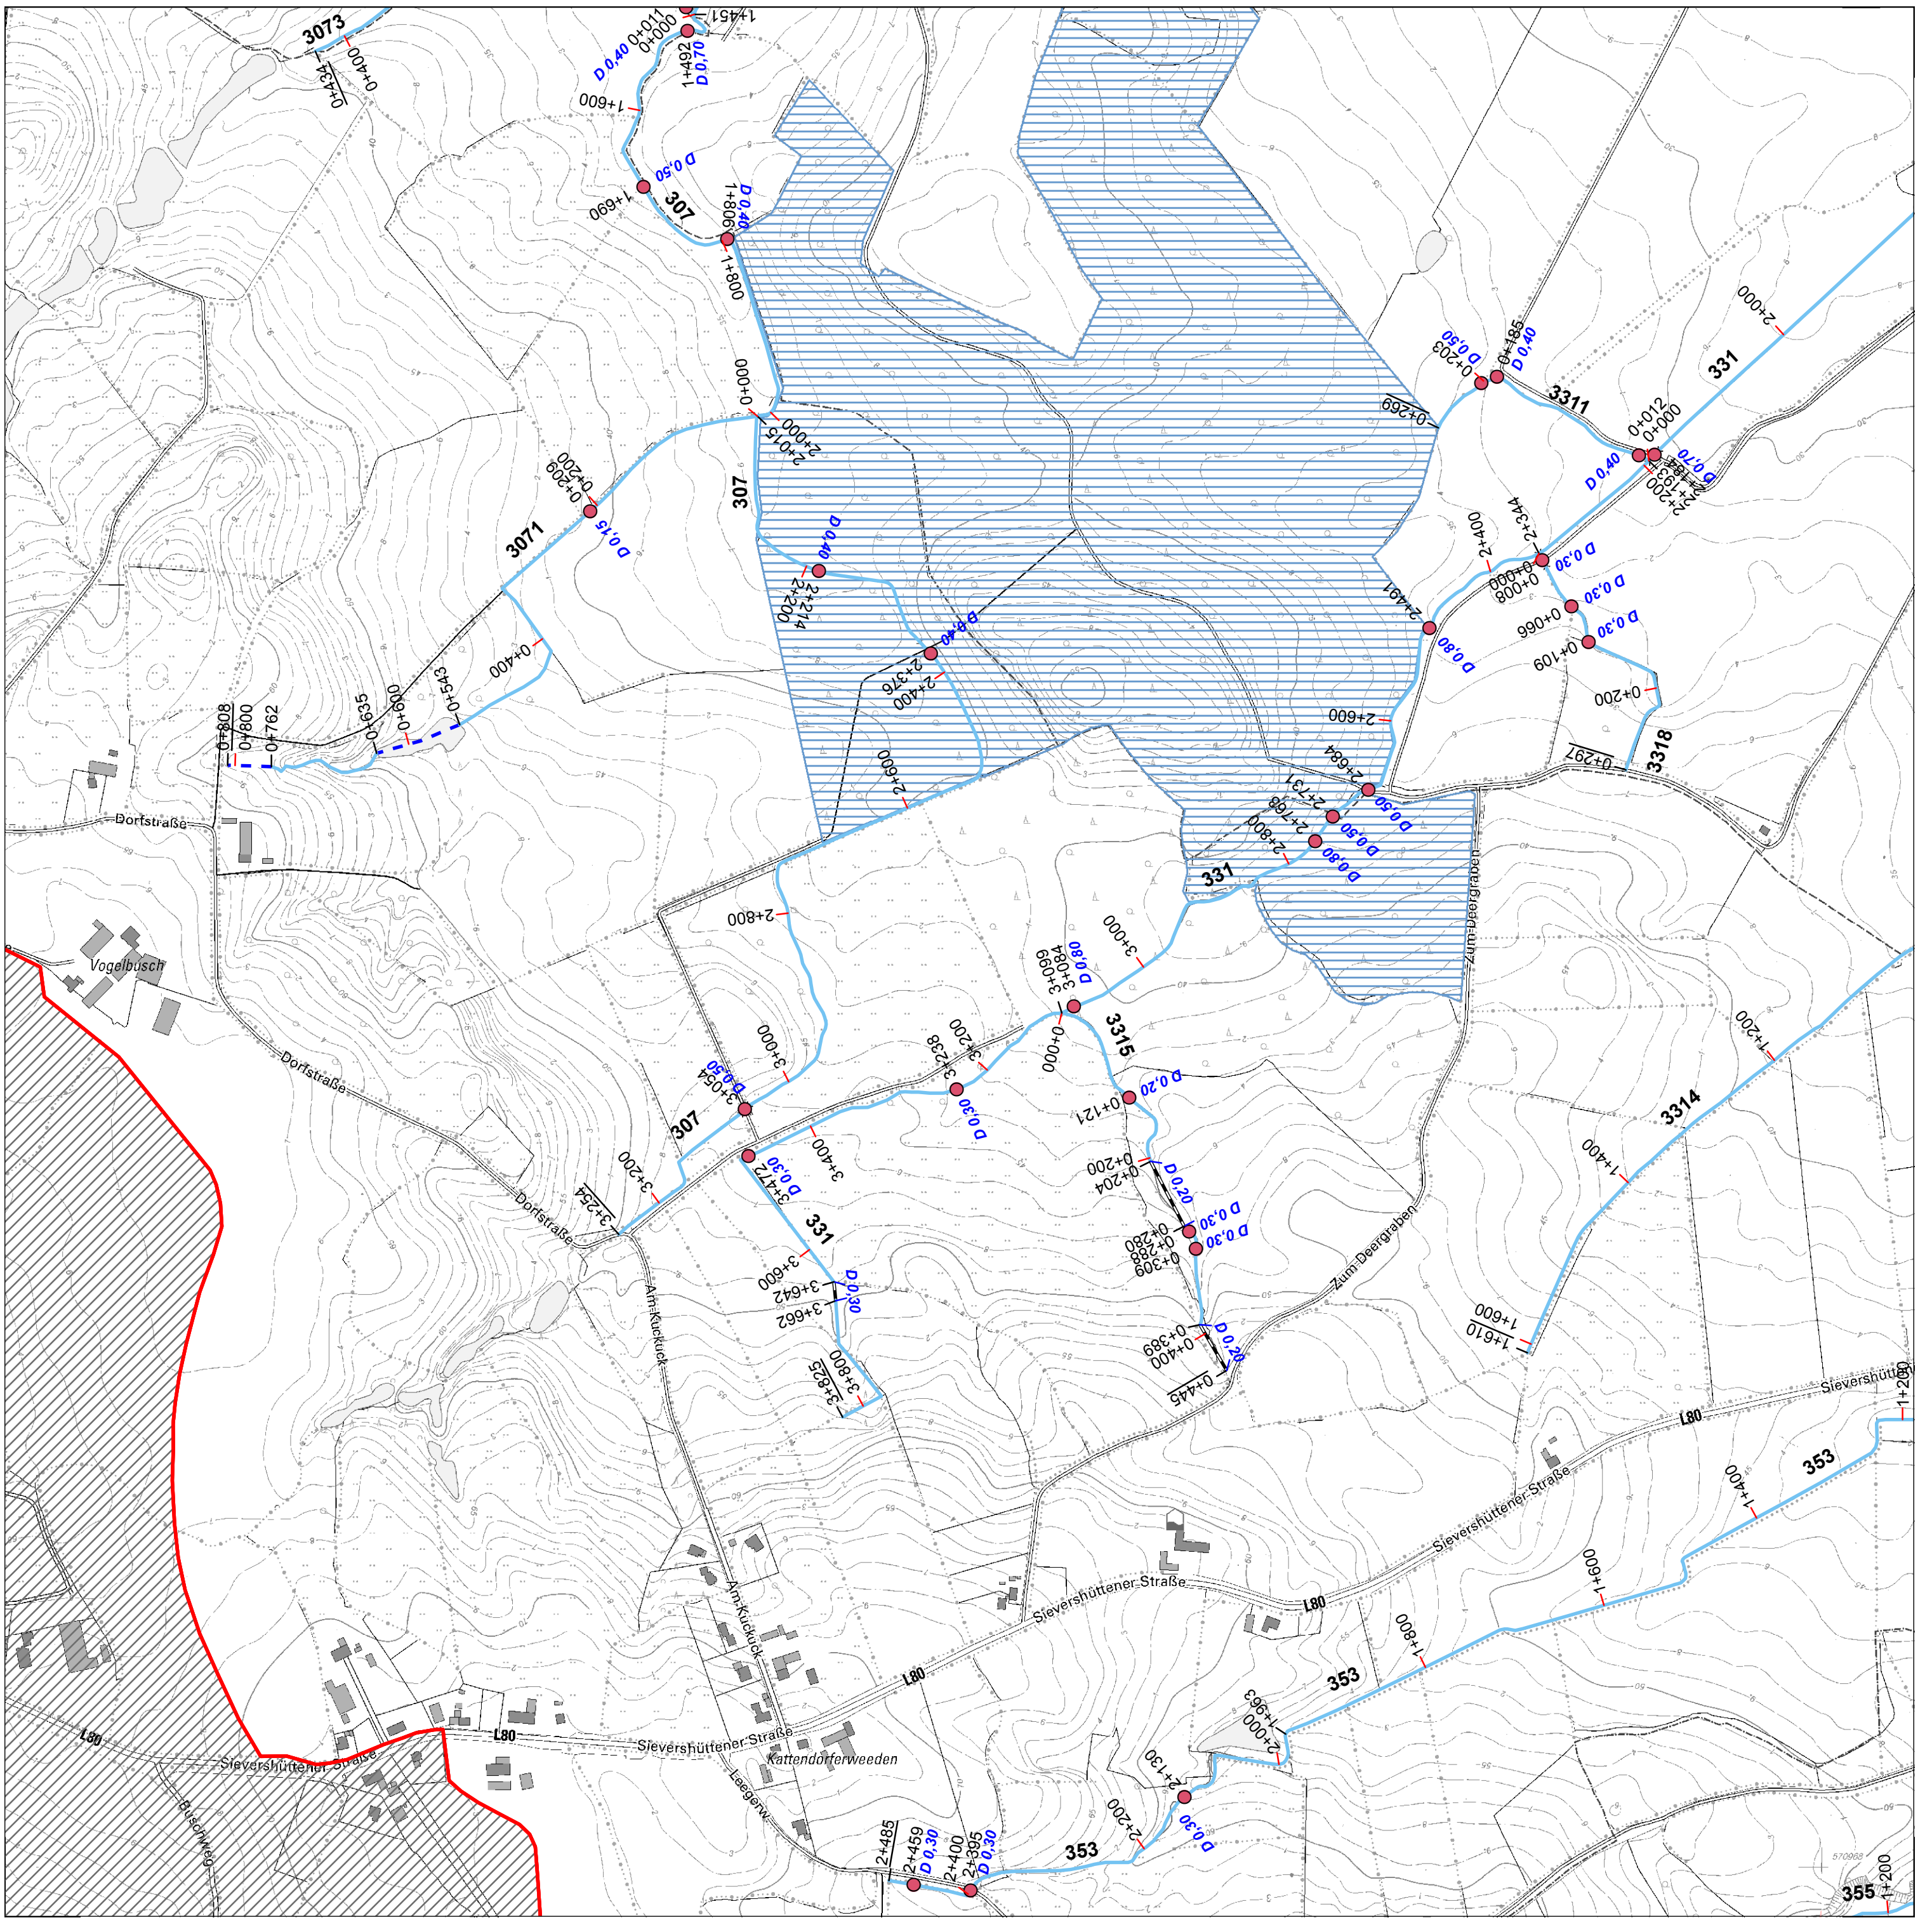 3073
0+400
0+434
D 0,40
0+011
0+000
1+451
1+492
D 0,70
1+600
D 0,50
1+690
307
1+806
D 0,40
1+800
0+000
2+000
2+015
307
0+200
0+209
D 0,15
3071
0+400
0+543
0+600
0+635
0+762
0+800
0+808
D 0,40
2+200
2+214
D 0,40
2+376
2+400
2+600
2+800
3+000
D 0,50
3+054
307
3+200
3+254
2+000
331
D 0,50
0+203
0+185
D 0,40
3311
0+269
0+012
0+000
D 0,40
D 0,70
2+184
2+193
2+200
2+344
2+400
D 0,30
0+000
0+008
D 0,30
0+066
D 0,30
0+109
0+200
3318
0+297
2+491
D 0,80
2+600
2+684
D 0,50
2+731
D 0,50
2+768
D 0,80
2+800
331
3+000
D 0,80
3+084
3+099
0+000
3315
3+200
3+238
D 0,30
3+400
D 0,30
3+472
331
3+600
3+642
3+662
D 0,30
3+800
3+825
D 0,20
0+121
0+200
0+204
D 0,20
0+280
0+288
0+309
D 0,30
D 0,30
0+389
0+400
D 0,20
0+445
Zum-Deergraben
Zum-Deergraben
1+200
3314
1+400
1+600
1+610
Dorfstraße
Vogelbusch
Dorfstraße
Dorfstraße
Am-Kuckuck
Am-Kuckuck
L80
1+200
353
1+400
1+600
Sievershüttener-Straße
L80
Sievershüttener-Straße
1+800
353
1+963
2+000
L80
Sievershüttener-Straße
L80
Kattendorferweeden
L80
Sievershüttener-Straße
Buschweg
Leegerw.
2+130
D 0,30
2+200
353
2+395
D 0,30
2+400
2+459
D 0,30
2+485
570968
355
1+200